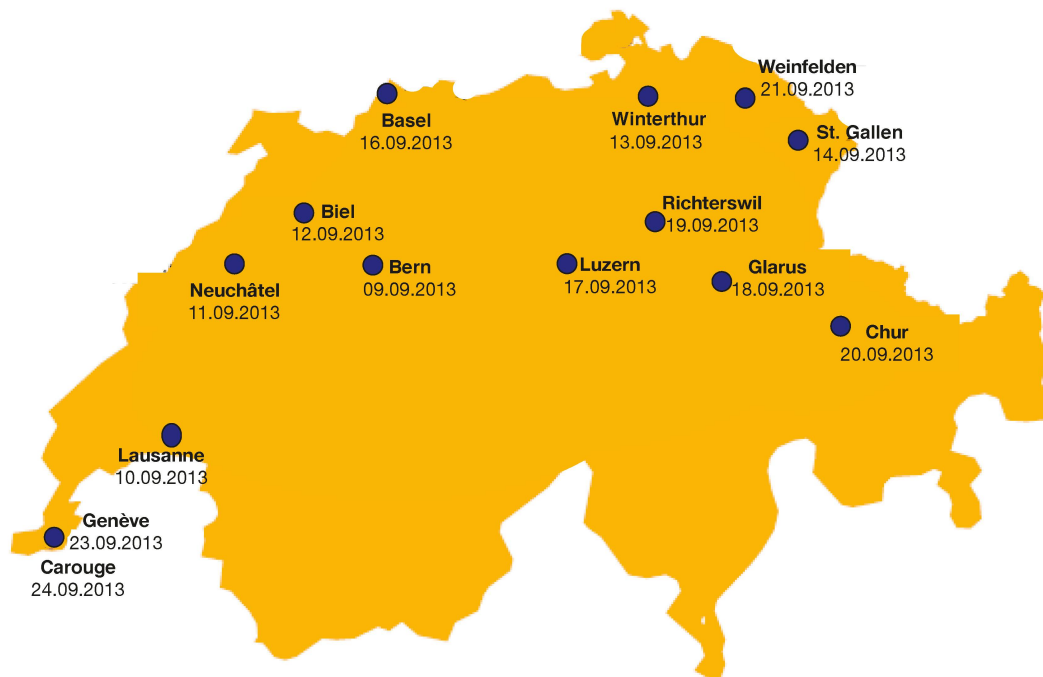 Weinfelden
21.09.2013
Basel
16.09.2013
Winterthur
13.09.2013
St. Gallen
14.09.2013
Biel
12.09.2013
Richterswil
19.09.2013
Neuchâtel
11.09.2013
Bern
09.09.2013
Luzern
17.09.2013
Glarus
18.09.2013
Chur
20.09.2013
Lausanne
10.09.2013
Genève
23.09.2013
Carouge
24.09.2013